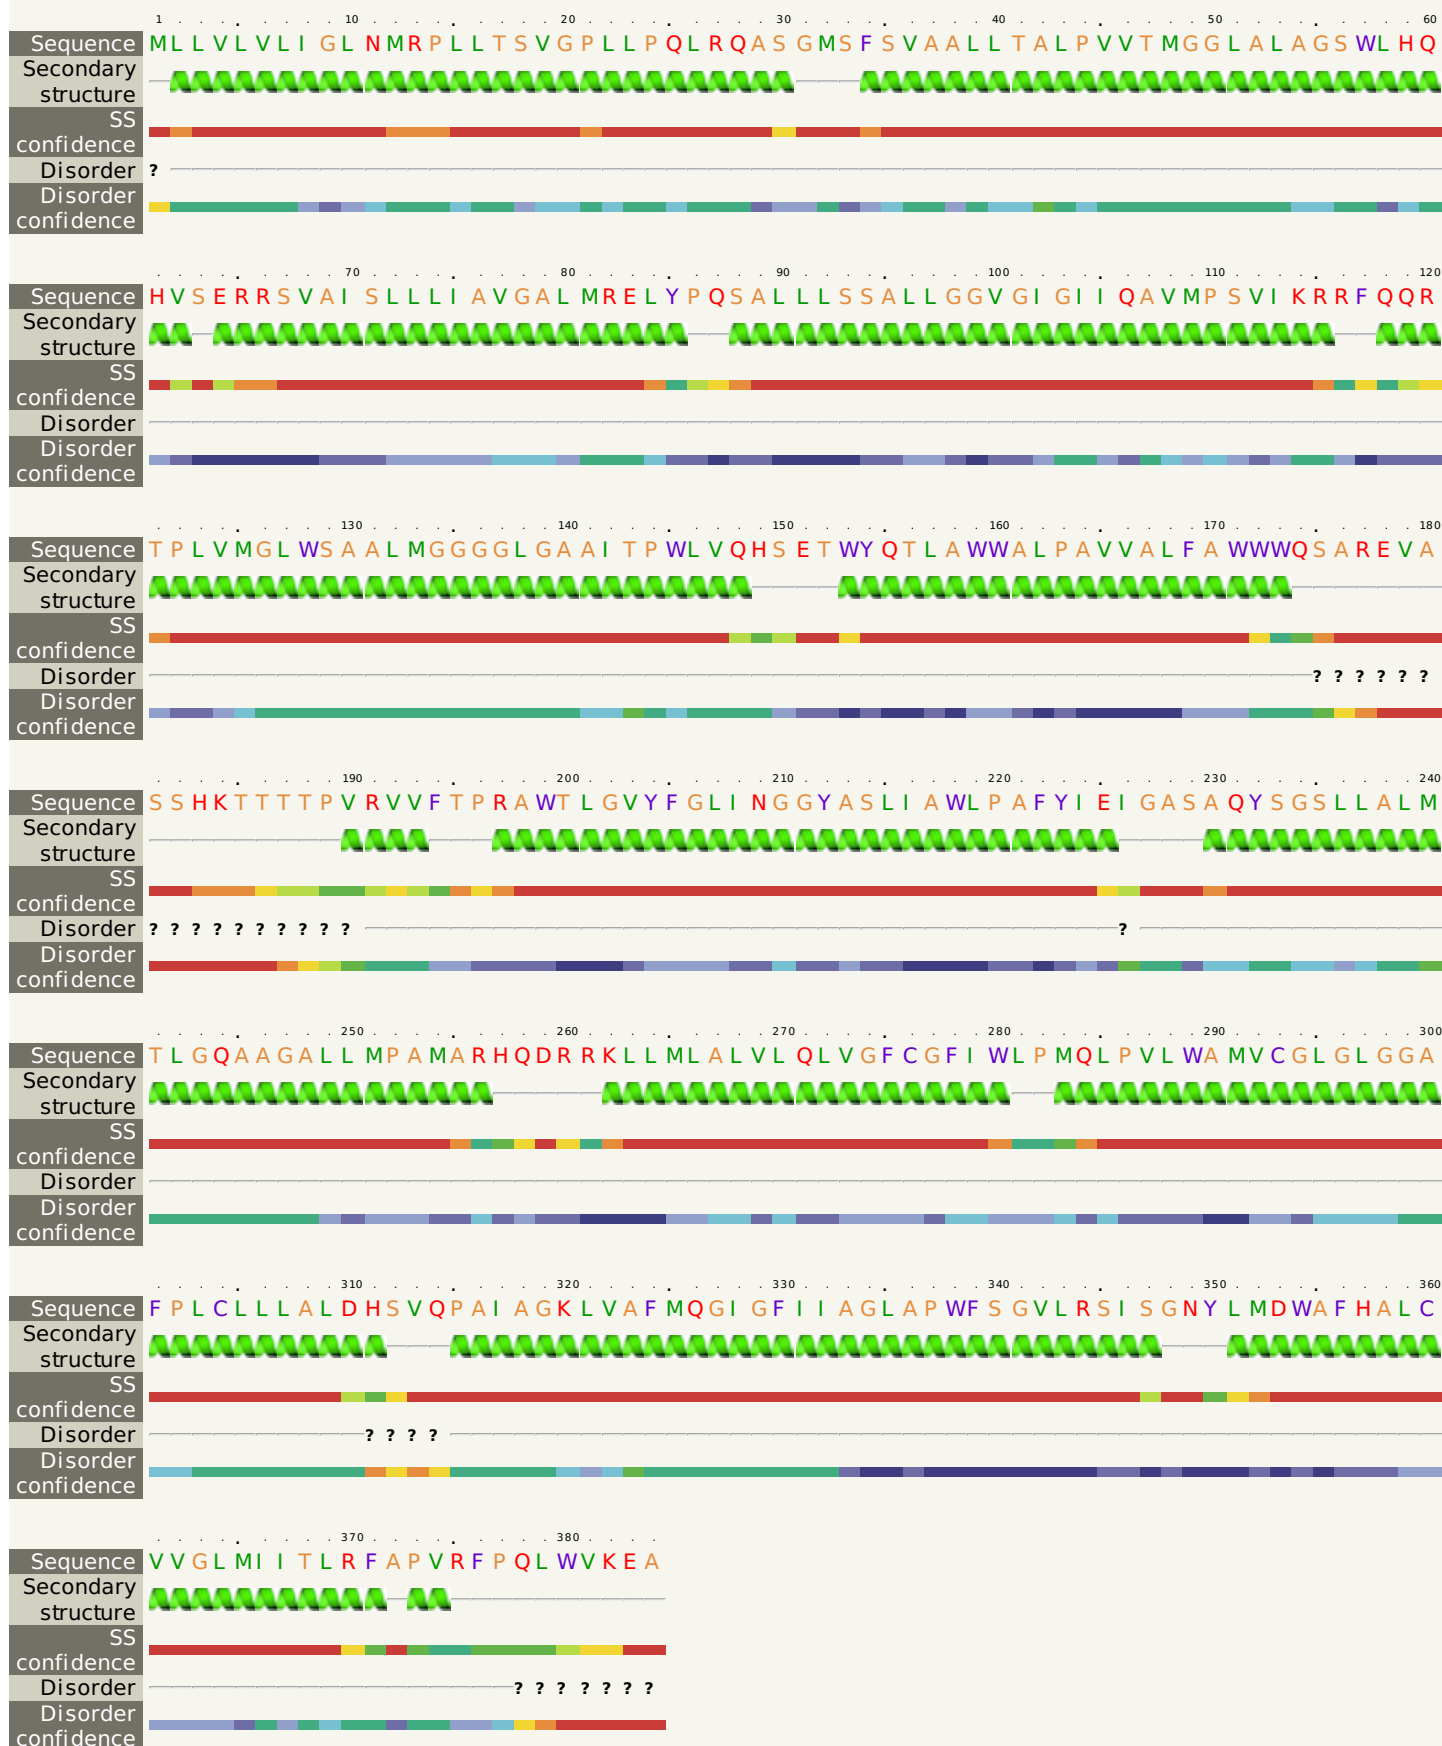 1 . . . . . . . . 10 . . . . . . . . . 20 . . . . . . . . . 30 . . . . . . . . . 40 . . . . . . . . . 50 . . . . . . . . . 60
Sequence MLLVLVLIGLNMRPLLTSVGPLLPQLRQASGMSFSVAALLTALPVVTMGGLALAGSWLHQ
Secondary
structure
SS
confidence
Disorder ?
Disorder
confidence
. . . . . . . . . 70 . . . . . . . . . 80 . . . . . . . . . 90 . . . . . . . . . 100 . . . . . . . . . 110 . . . . . . . . . 120
Sequence HVSERRSVAISLLLIAVGALMRELYPQSALLLSSALLGGVGIGIIQAVMPSVIKRRFQQR
Secondary
structure
SS
confidence
Disorder
Disorder
confidence
. . . . . . . . . 130 . . . . . . . . . 140 . . . . . . . . . 150 . . . . . . . . . 160 . . . . . . . . . 170 . . . . . . . . . 180
Sequence TPLVMGLWSAALMGGGGLGAAITPWLVQHSETWYQTLAWWALPAVVALFAWWWQSAREVA
Secondary
structure
SS
confidence
Disorder ? ? ? ? ? ?
Disorder
confidence
. . . . . . . . . 190 . . . . . . . . . 200 . . . . . . . . . 210 . . . . . . . . . 220 . . . . . . . . . 230 . . . . . . . . . 240
Sequence SSHKTTTTPVRVVFTPRAWTLGVYFGLINGGYASLIAWLPAFYIEIGASAQYSGSLLALM
Secondary
structure
SS
confidence
Disorder ? ? ? ? ? ? ? ? ? ? ?
Disorder
confidence
. . . . . . . . . 250 . . . . . . . . . 260 . . . . . . . . . 270 . . . . . . . . . 280 . . . . . . . . . 290 . . . . . . . . . 300
Sequence TLGQAAGALLMPAMARHQDRRKLLMLALVLQLVGFCGFIWLPMQLPVLWAMVCGLGLGGA
Secondary
structure
SS
confidence
Disorder
Disorder
confidence
. . . . . . . . . 310 . . . . . . . . . 320 . . . . . . . . . 330 . . . . . . . . . 340 . . . . . . . . . 350 . . . . . . . . . 360
Sequence FPLCLLLALDHSVQPAIAGKLVAFMQGIGFIIAGLAPWFSGVLRSISGNYLMDWAFHALC
Secondary
structure
SS
confidence
Disorder ? ? ? ?
Disorder
confidence
. . . . . . . . . 370 . . . . . . . . . 380 . . . .
Sequence VVGLMIITLRFAPVRFPQLWVKEA
Secondary
structure
SS
confidence
Disorder ? ? ? ? ? ? ?
Disorder
confidence